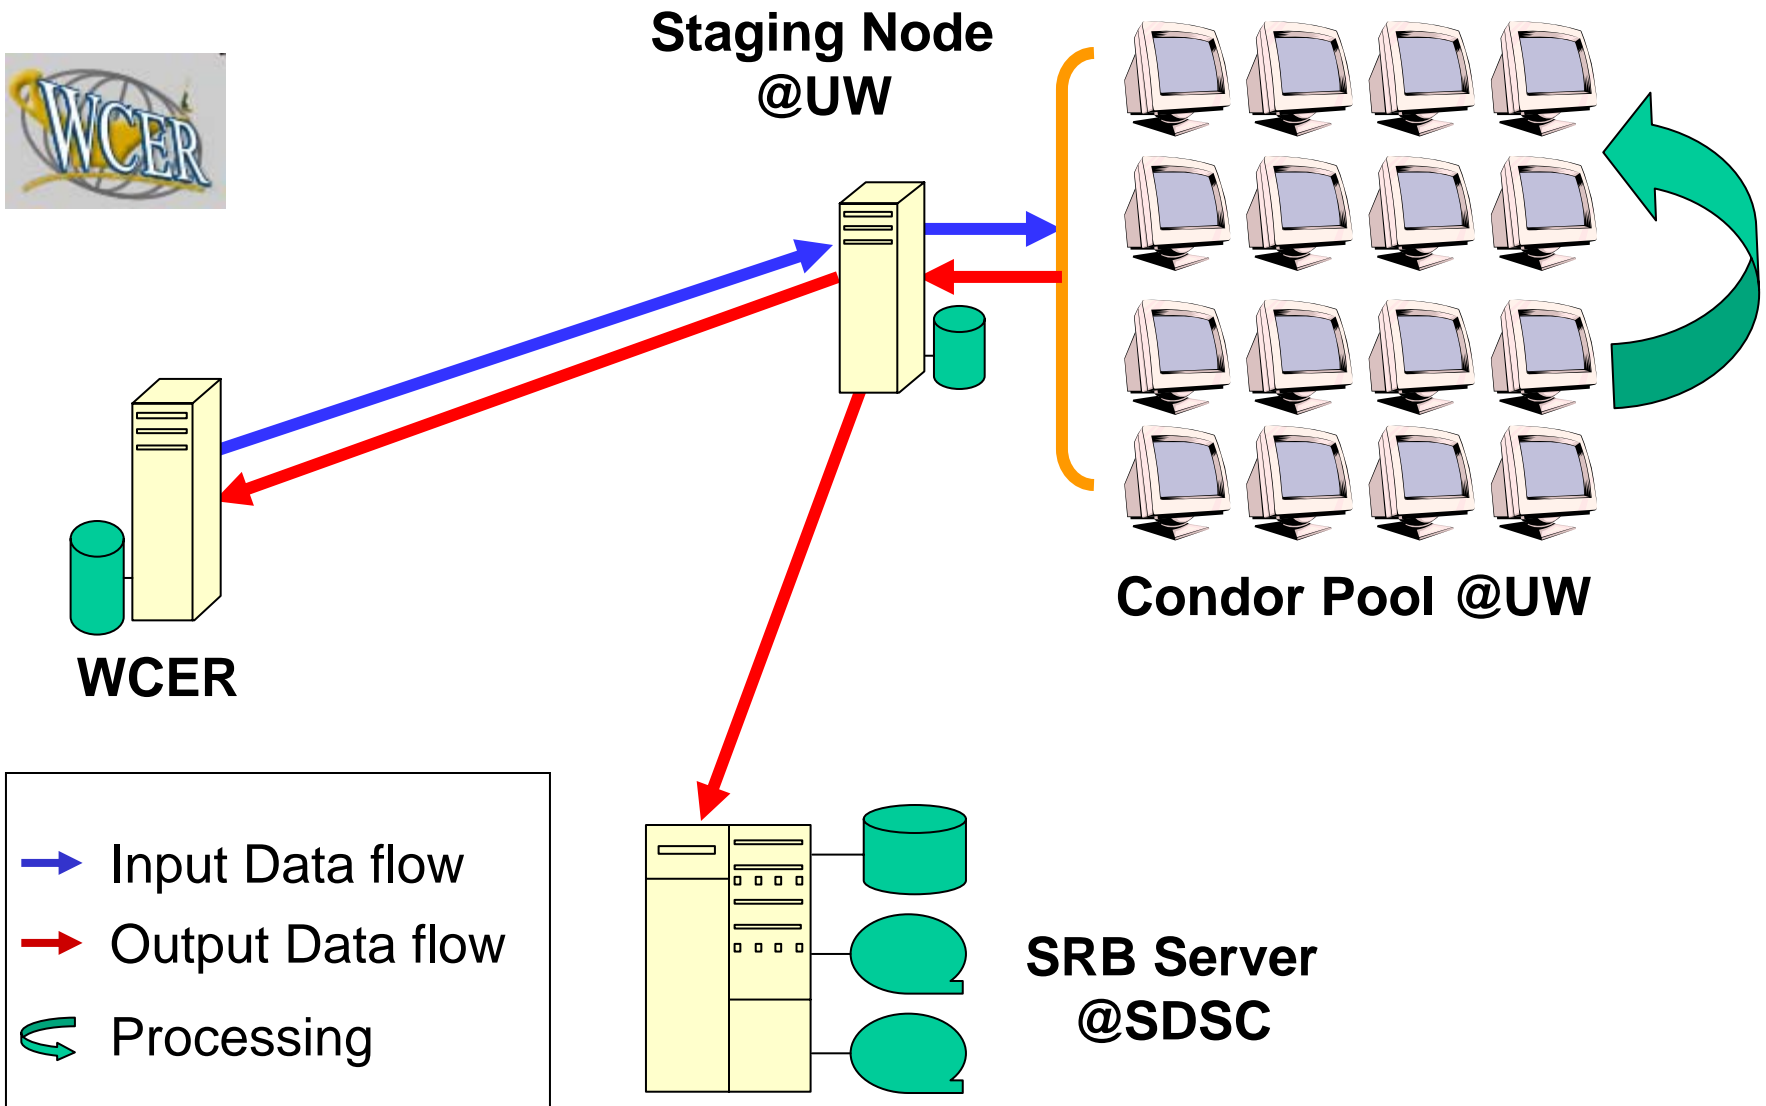 Staging Node
@UW
WCER
Condor Pool @UW
WCER
Input Data flow
Output Data flow
Processing
SRB Server
@SDSC